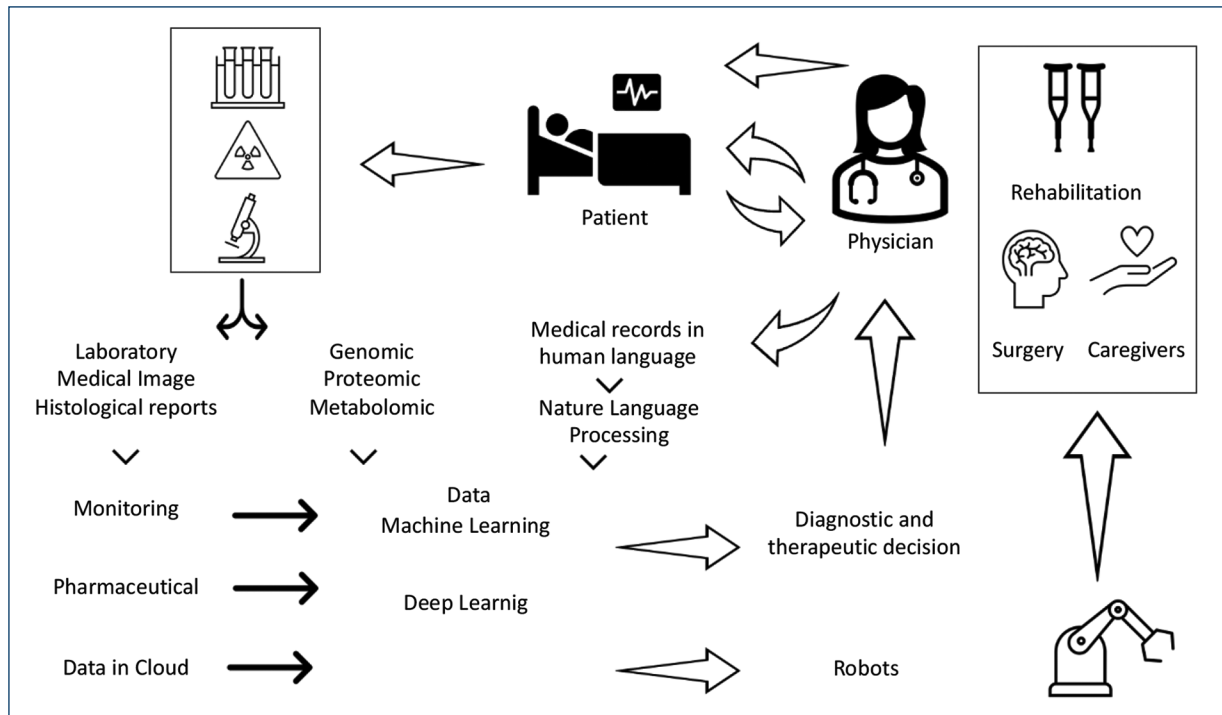 Patient
Physician
Rehabilitation
Surgery
Caregivers
Laboratory
Medical Image
Histological reports
Genomic
Proteomic
Metabolomic
Medical records in
human language
Nature Language
Processing
Monitoring
Data
Machine Learning
Diagnostic and
therapeutic decision
Pharmaceutical
Deep Learnig
Data in Cloud
Robots